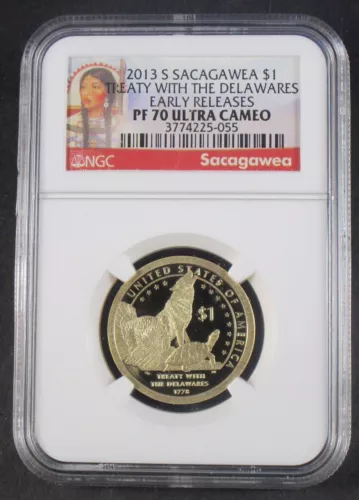 2013 S SACAGAWEA $1
TREATY WITH THE DELAWARES
EARLY RELEASES
PF 70 ULTRA CAMEO
3774225-055
NGC
Sacagawea
UNITED STATES OF AMERICA
$1
TREATY WITH
THE DELAWARES
1778